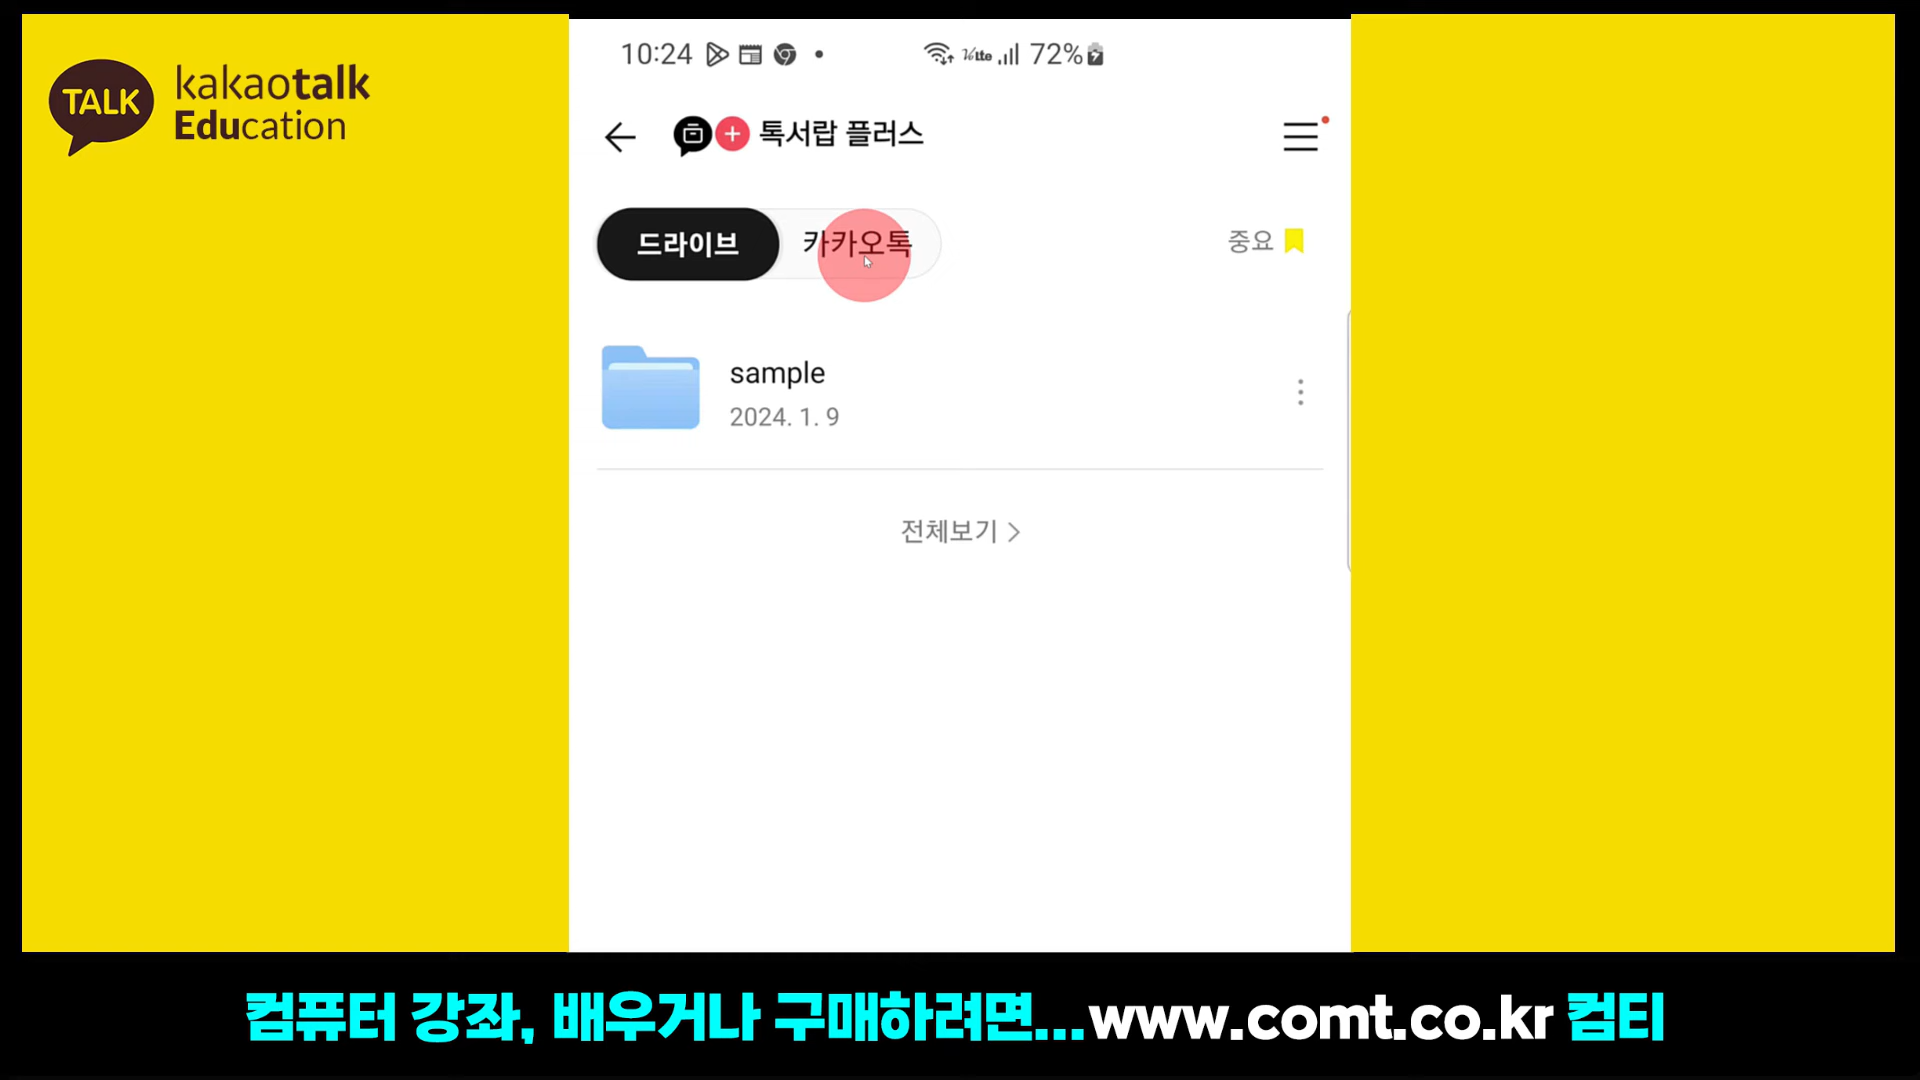 TALK
kakaotalk
Education
10:24 Vo lte 72%
톡서랍 플러스
드라이브 카카오톡 중요
sample
2024. 1. 9
전체보기 >
컴퓨터 강좌, 배우거나 구매하려면...www.comt.co.kr 컴티